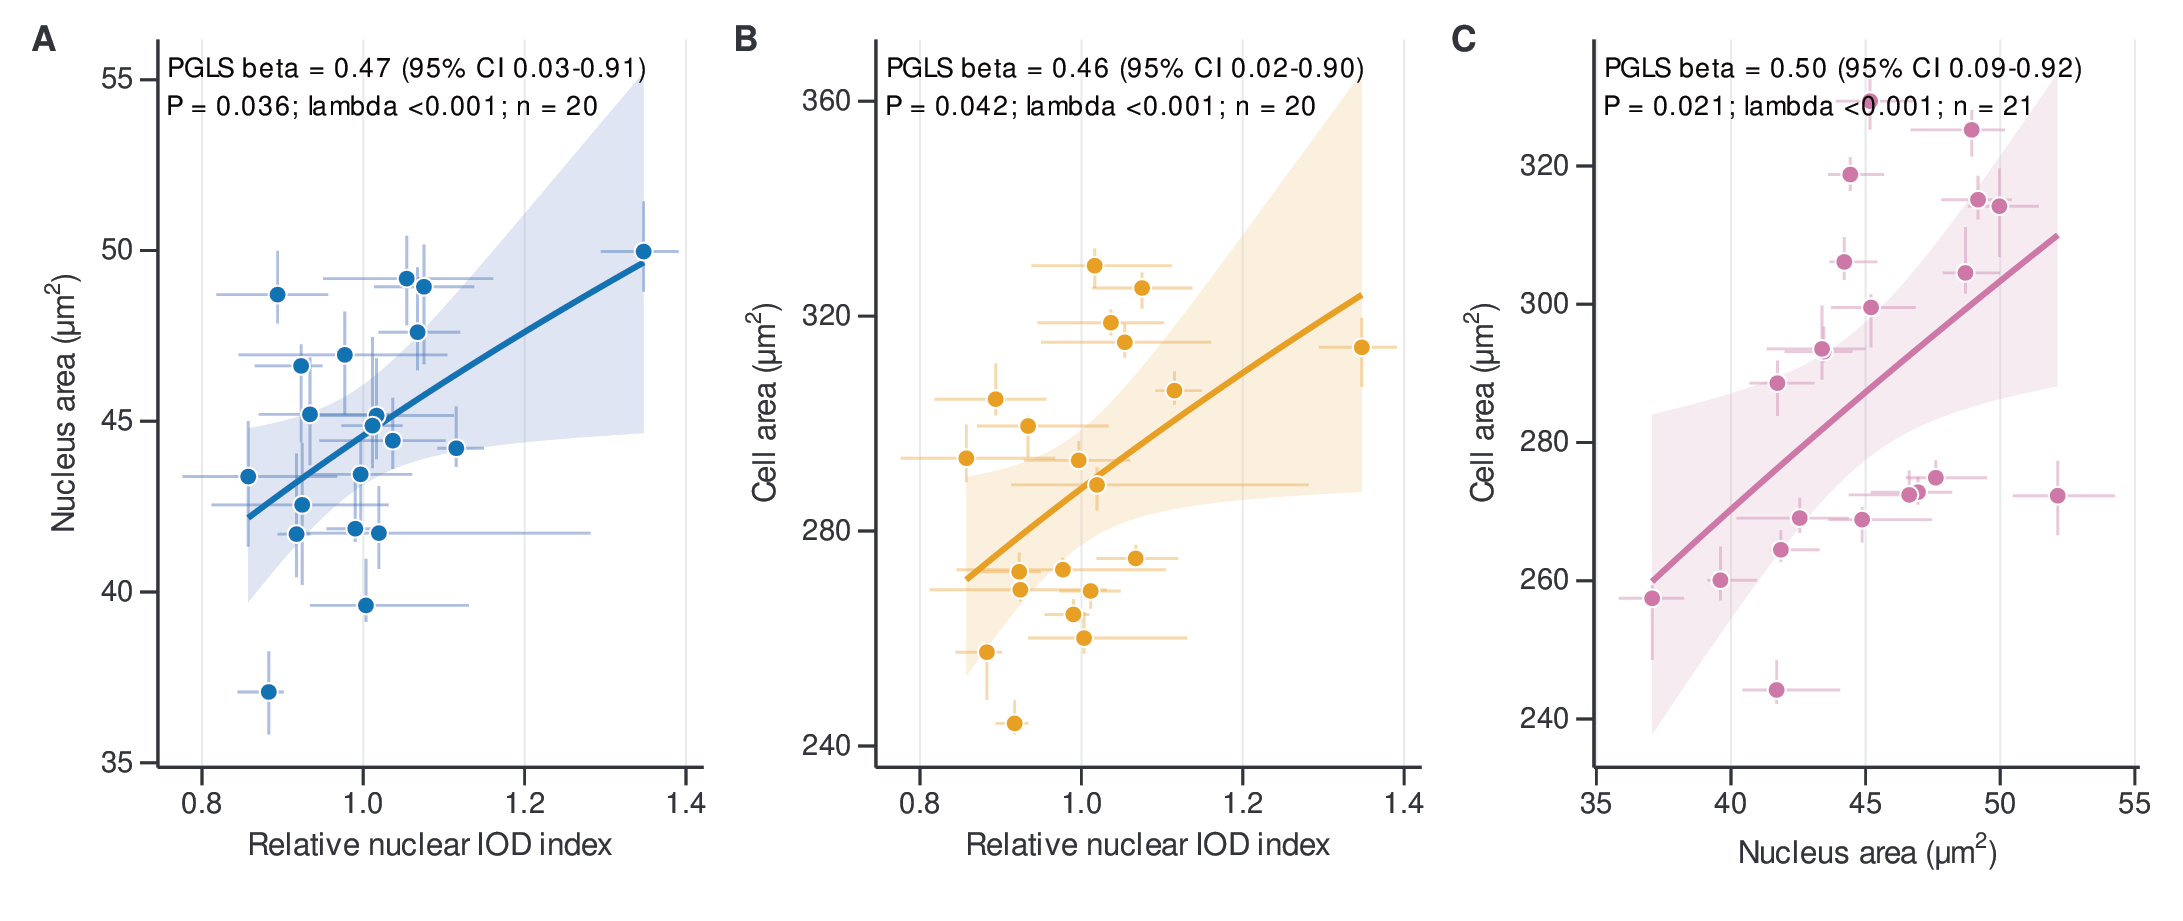 A
PGLS beta = 0.47 (95% CI 0.03-0.91)
P = 0.036; lambda <0.001; n = 20
55
50
45
40
35
Nucleus area (µm²)
0.8 1.0 1.2 1.4
Relative nuclear IOD index
B
PGLS beta = 0.46 (95% CI 0.02-0.90)
P = 0.042; lambda <0.001; n = 20
360
320
280
240
Cell area (µm²)
0.8 1.0 1.2 1.4
Relative nuclear IOD index
C
PGLS beta = 0.50 (95% CI 0.09-0.92)
P = 0.021; lambda <0.001; n = 21
320
300
280
260
240
Cell area (µm²)
35 40 45 50 55
Nucleus area (µm²)